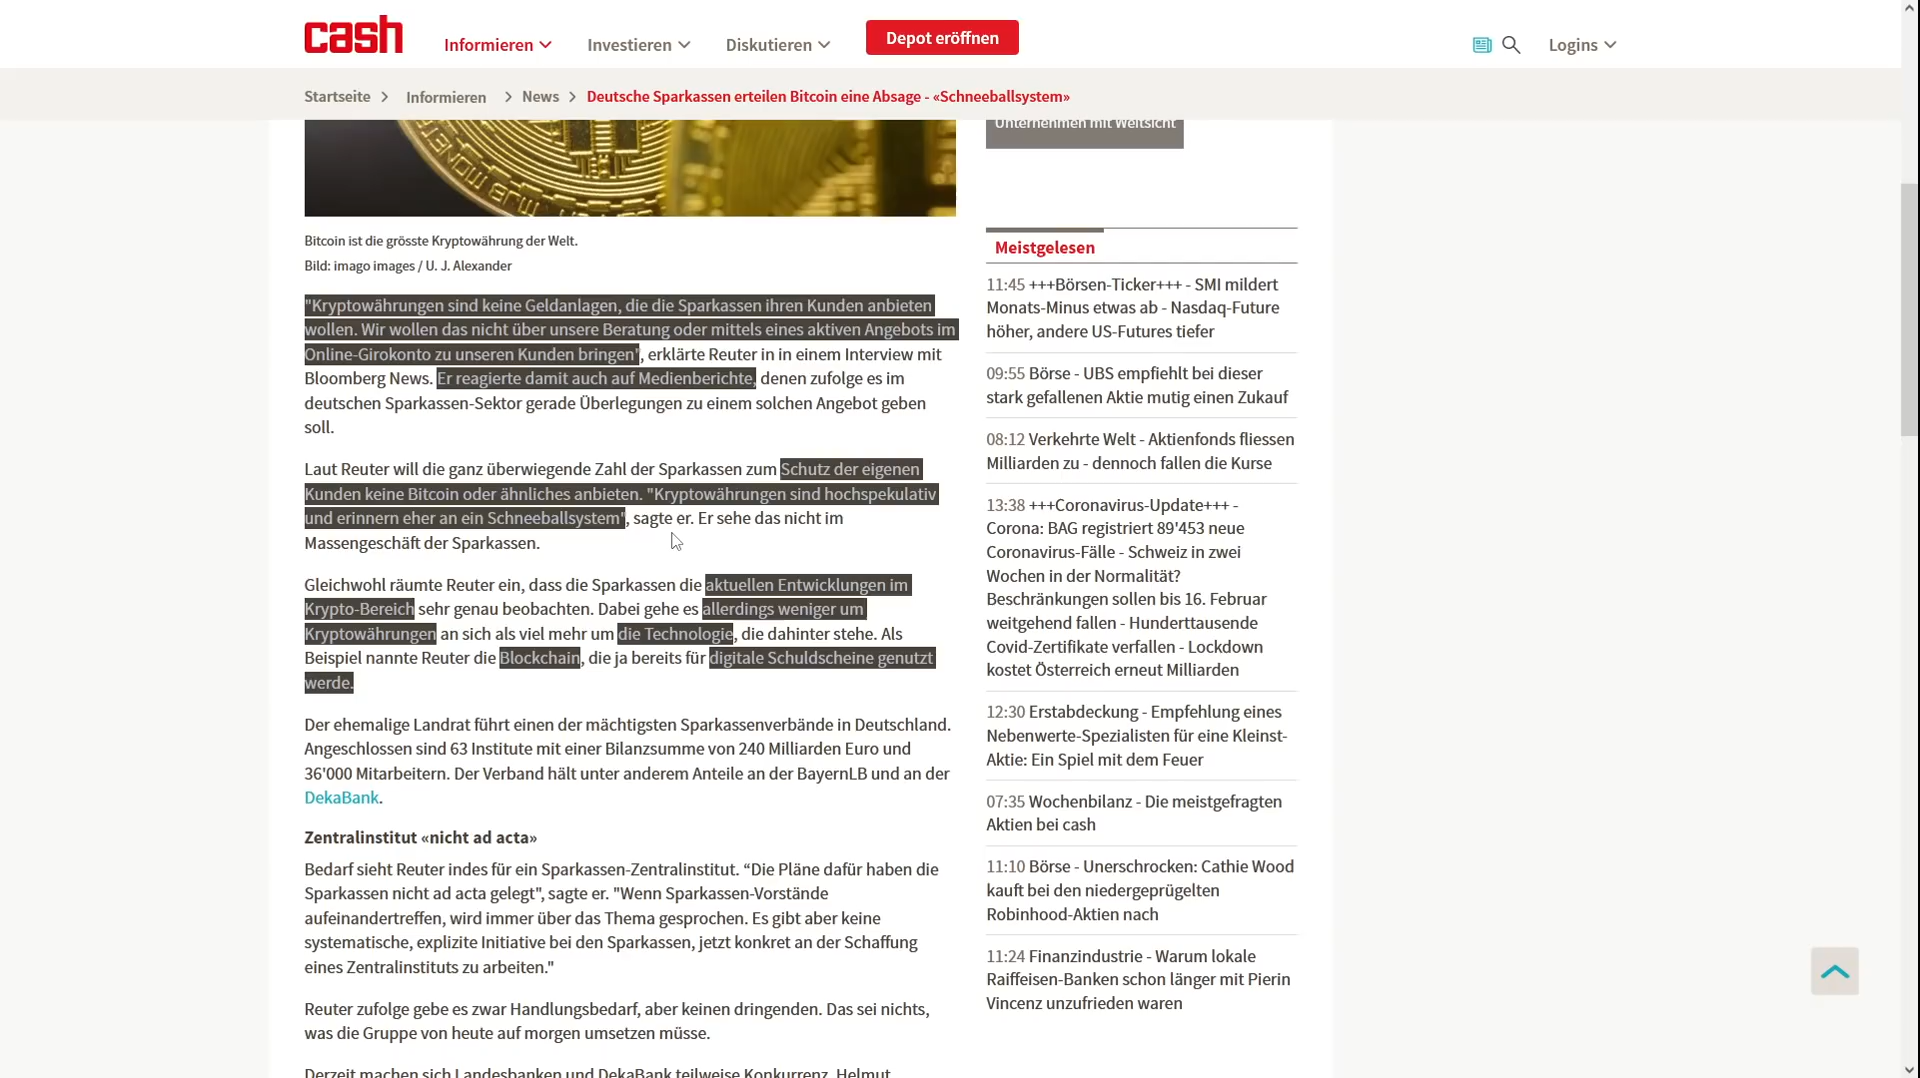 cash
Informieren
Investieren
Diskutieren
Depot eröffnen
Logins
Startseite
Informieren
News
Deutsche Sparkassen erteilen Bitcoin eine Absage - «Schneeballsystem»
Bitcoin ist die grösste Kryptowährung der Welt.
Bild: imago images / U. J. Alexander
"Kryptowährungen sind keine Geldanlagen, die die Sparkassen ihren Kunden anbieten
wollen. Wir wollen das nicht über unsere Beratung oder mittels eines aktiven Angebots im
Online-Girokonto zu unseren Kunden bringen", erklärte Reuter in in einem Interview mit
Bloomberg News. Er reagierte damit auch auf Medienberichte, denen zufolge es im
deutschen Sparkassen-Sektor gerade Überlegungen zu einem solchen Angebot geben
soll.
Laut Reuter will die ganz überwiegende Zahl der Sparkassen zum Schutz der eigenen
Kunden keine Bitcoin oder ähnliches anbieten. "Kryptowährungen sind hochspekulativ
und erinnern eher an ein Schneeballsystem", sagte er. Er sehe das nicht im
Massengeschäft der Sparkassen.
Gleichwohl räumte Reuter ein, dass die Sparkassen die aktuellen Entwicklungen im
Krypto-Bereich sehr genau beobachten. Dabei gehe es allerdings weniger um
Kryptowährungen an sich als viel mehr um die Technologie, die dahinter stehe. Als
Beispiel nannte Reuter die Blockchain, die ja bereits für digitale Schuldscheine genutzt
werde.
Der ehemalige Landrat führt einen der mächtigsten Sparkassenverbände in Deutschland.
Angeschlossen sind 63 Institute mit einer Bilanzsumme von 240 Milliarden Euro und
36'000 Mitarbeitern. Der Verband hält unter anderem Anteile an der BayernLB und an der
DekaBank.
Zentralinstitut «nicht ad acta»
Bedarf sieht Reuter indes für ein Sparkassen-Zentralinstitut. “Die Pläne dafür haben die
Sparkassen nicht ad acta gelegt", sagte er. "Wenn Sparkassen-Vorstände
aufeinandertreffen, wird immer über das Thema gesprochen. Es gibt aber keine
systematische, explizite Initiative bei den Sparkassen, jetzt konkret an der Schaffung
eines Zentralinstituts zu arbeiten."
Reuter zufolge gebe es zwar Handlungsbedarf, aber keinen dringenden. Das sei nichts,
was die Gruppe von heute auf morgen umsetzen müsse.
Derzeit machen sich Landesbanken und DekaBank teilweise Konkurrenz. Helmut
Unternehmen mit Weitsicht
Meistgelesen
11:45 +++Börsen-Ticker+++ - SMI mildert
Monats-Minus etwas ab - Nasdaq-Future
höher, andere US-Futures tiefer
09:55 Börse - UBS empfiehlt bei dieser
stark gefallenen Aktie mutig einen Zukauf
08:12 Verkehrte Welt - Aktienfonds fliessen
Milliarden zu - dennoch fallen die Kurse
13:38 +++Coronavirus-Update+++ -
Corona: BAG registriert 89'453 neue
Coronavirus-Fälle - Schweiz in zwei
Wochen in der Normalität?
Beschränkungen sollen bis 16. Februar
weitgehend fallen - Hunderttausende
Covid-Zertifikate verfallen - Lockdown
kostet Österreich erneut Milliarden
12:30 Erstabdeckung - Empfehlung eines
Nebenwerte-Spezialisten für eine Kleinst-
Aktie: Ein Spiel mit dem Feuer
07:35 Wochenbilanz - Die meistgefragten
Aktien bei cash
11:10 Börse - Unerschrocken: Cathie Wood
kauft bei den niedergeprügelten
Robinhood-Aktien nach
11:24 Finanzindustrie - Warum lokale
Raiffeisen-Banken schon länger mit Pierin
Vincenz unzufrieden waren